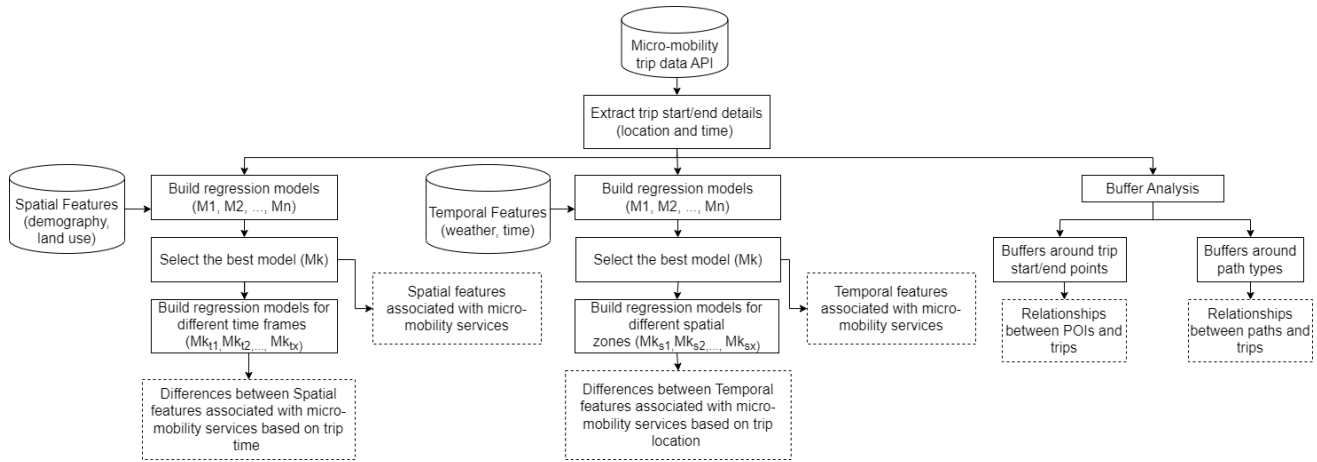 Micro-mobility
trip data API
Extract trip start/end details
(location and time)
Spatial Features
(demography,
land use)
Build regression models
(M1, M2, ..., Mn)
Select the best model (Mk)
Spatial features
associated with micro-
mobility services
Build regression models for
different time frames
(Mkt1,Mkt2,..., Mktx)
Differences between Spatial
features associated with micro-
mobility services based on trip
time
Temporal Features
(weather, time)
Build regression models
(M1, M2, ..., Mn)
Select the best model (Mk)
Temporal features
associated with micro-
mobility services
Build regression models for
different spatial
zones (Mks1,Mks2,..., Mksx)
Differences between Temporal
features associated with micro-
mobility services based on trip
location
Buffer Analysis
Buffers around trip
start/end points
Relationships
between POIs and
trips
Buffers around
path types
Relationships
between paths and
trips